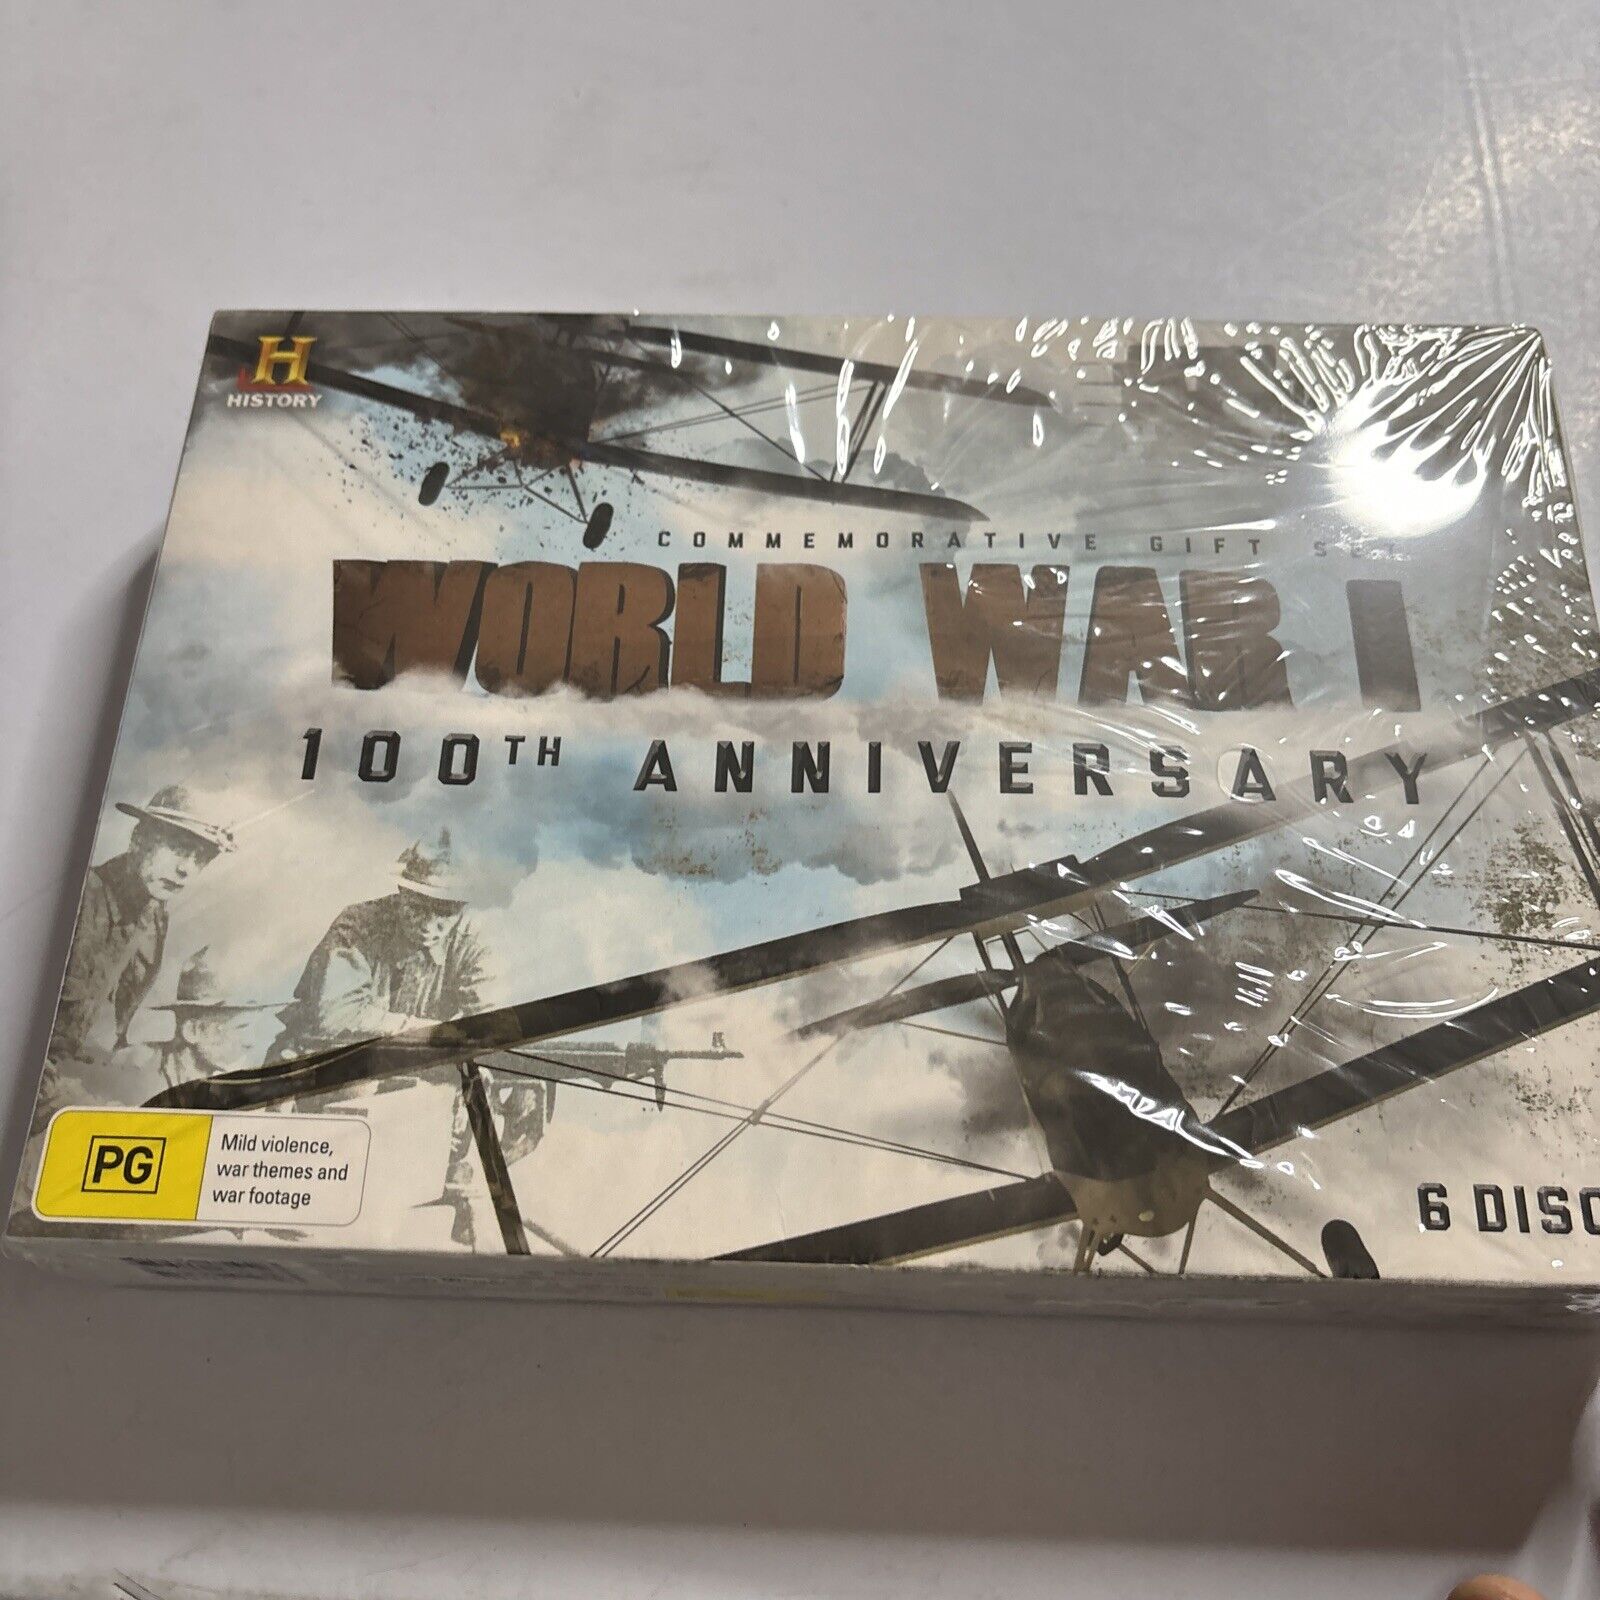 H
HISTORY
COMMEMORATIVE GIFT SET
WORLD WAR I
100TH ANNIVERSARY
PG
Mild violence,
war themes and
war footage
6 DISC